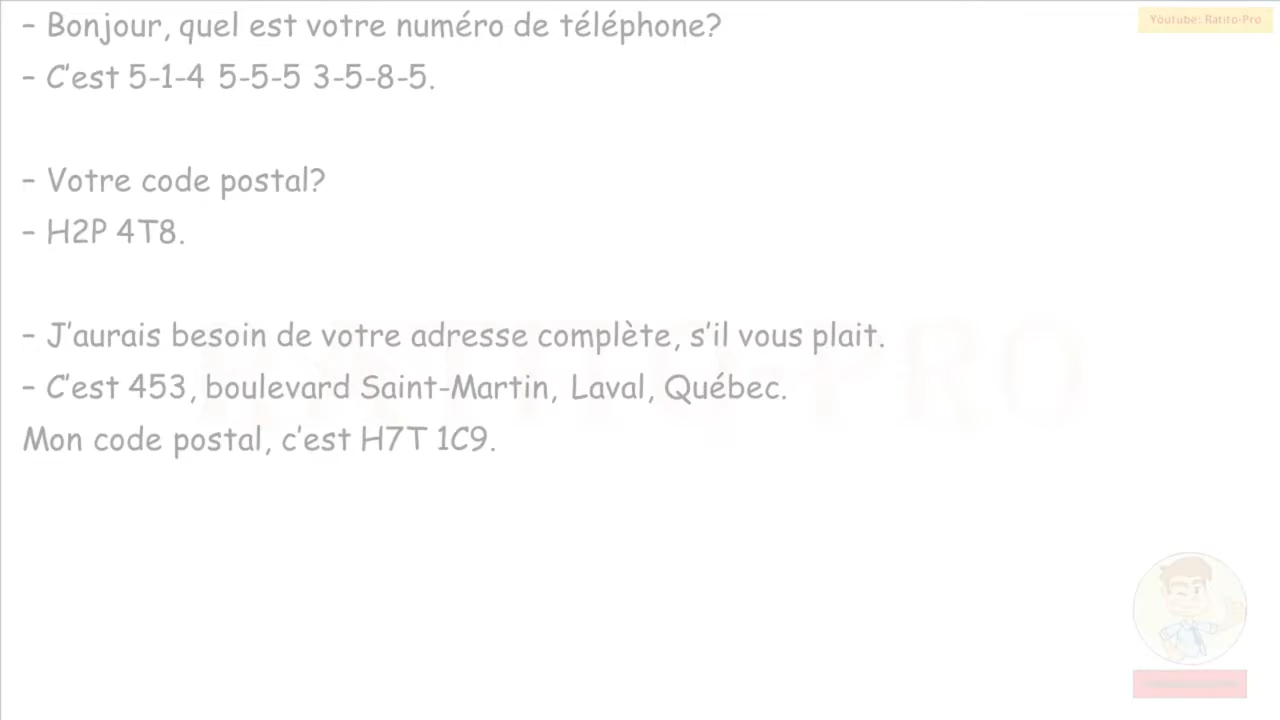 – Bonjour, quel est votre numéro de téléphone?
Youtube: Ratito-Pro
– C’est 5-1-4 5-5-5 3-5-8-5.
– Votre code postal?
– H2P 4T8.
– J’aurais besoin de votre adresse complète, s’il vous plait.
– C’est 453, boulevard Saint-Martin, Laval, Québec.
Mon code postal, c’est H7T 1C9.
RATITO-PRO